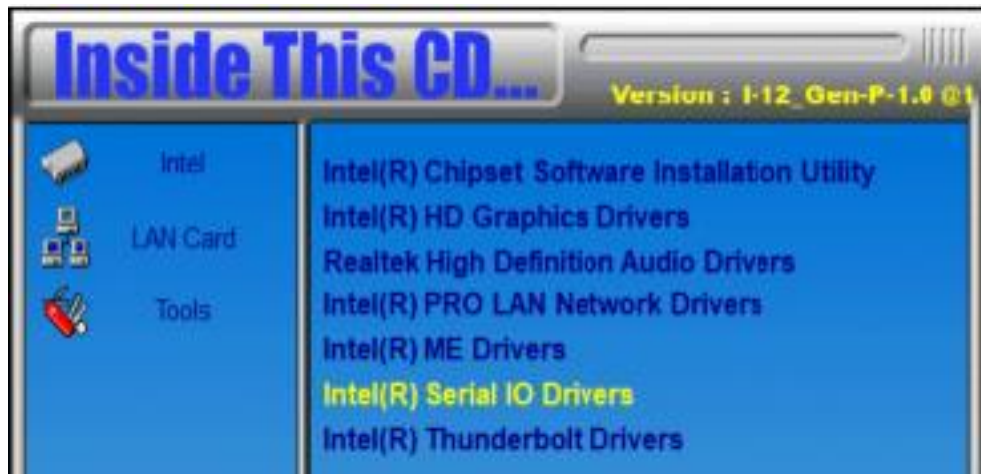 Inside This CD...
Version : I-12_Gen-P-1.0 @1
Intel
LAN Card
Tools
Intel(R) Chipset Software Installation Utility
Intel(R) HD Graphics Drivers
Realtek High Definition Audio Drivers
Intel(R) PRO LAN Network Drivers
Intel(R) ME Drivers
Intel(R) Serial IO Drivers
Intel(R) Thunderbolt Drivers